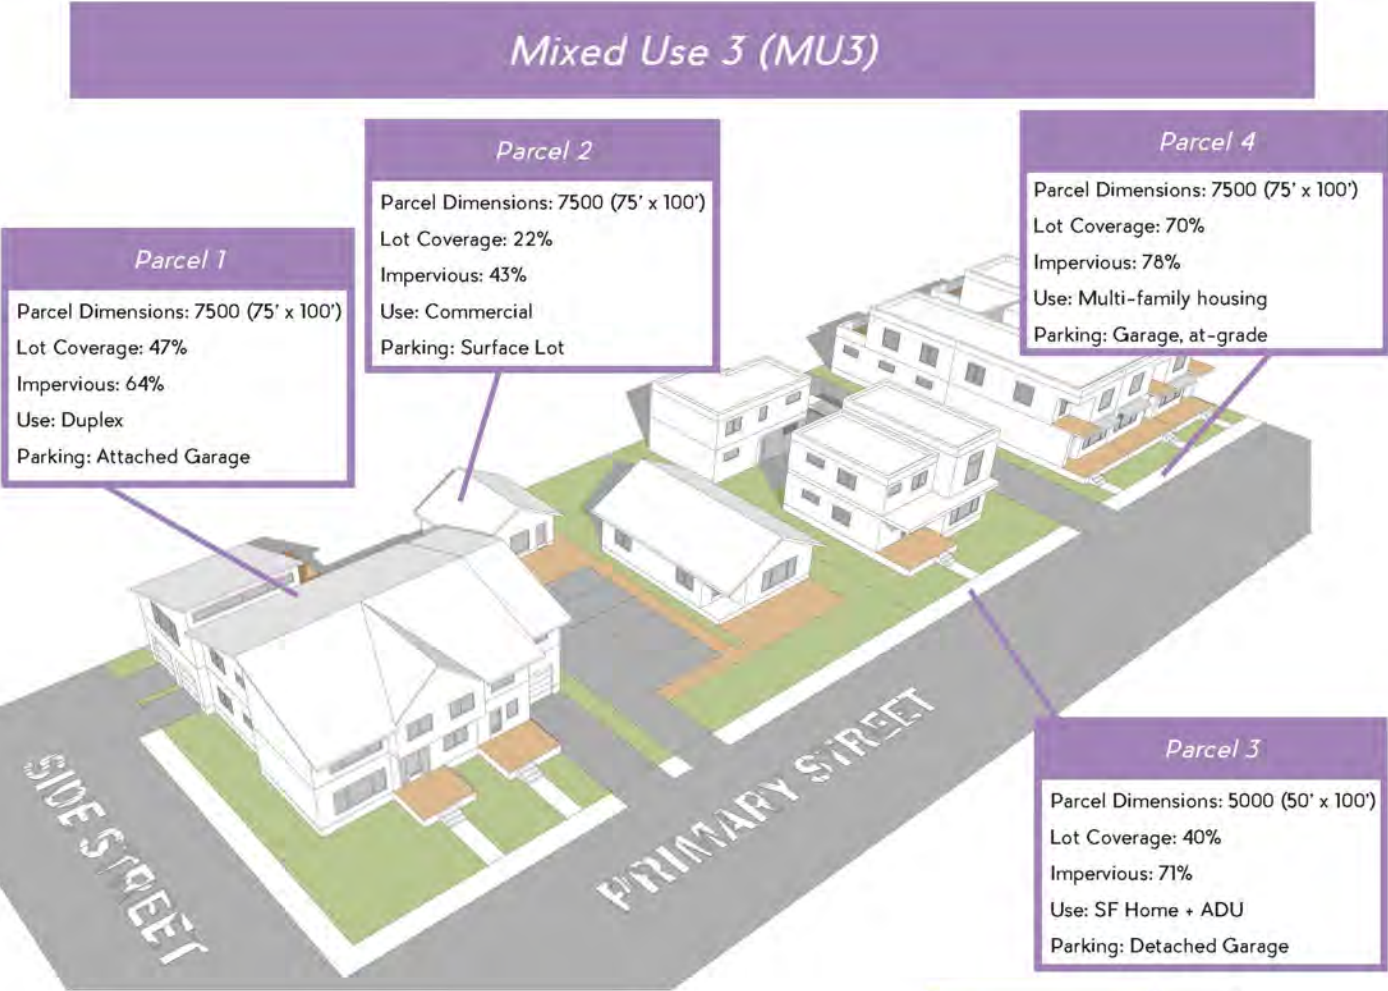 Mixed Use 3 (MU3)
Parcel 1
Parcel Dimensions: 7500 (75' x 100')
Lot Coverage: 47%
Impervious: 64%
Use: Duplex
Parking: Attached Garage
Parcel 2
Parcel Dimensions: 7500 (75' x 100')
Lot Coverage: 22%
Impervious: 43%
Use: Commercial
Parking: Surface Lot
Parcel 4
Parcel Dimensions: 7500 (75' x 100')
Lot Coverage: 70%
Impervious: 78%
Use: Multi-family housing
Parking: Garage, at-grade
Parcel 3
Parcel Dimensions: 5000 (50' x 100')
Lot Coverage: 40%
Impervious: 71%
Use: SF Home + ADU
Parking: Detached Garage
SIDE STREET
PRIMARY STREET